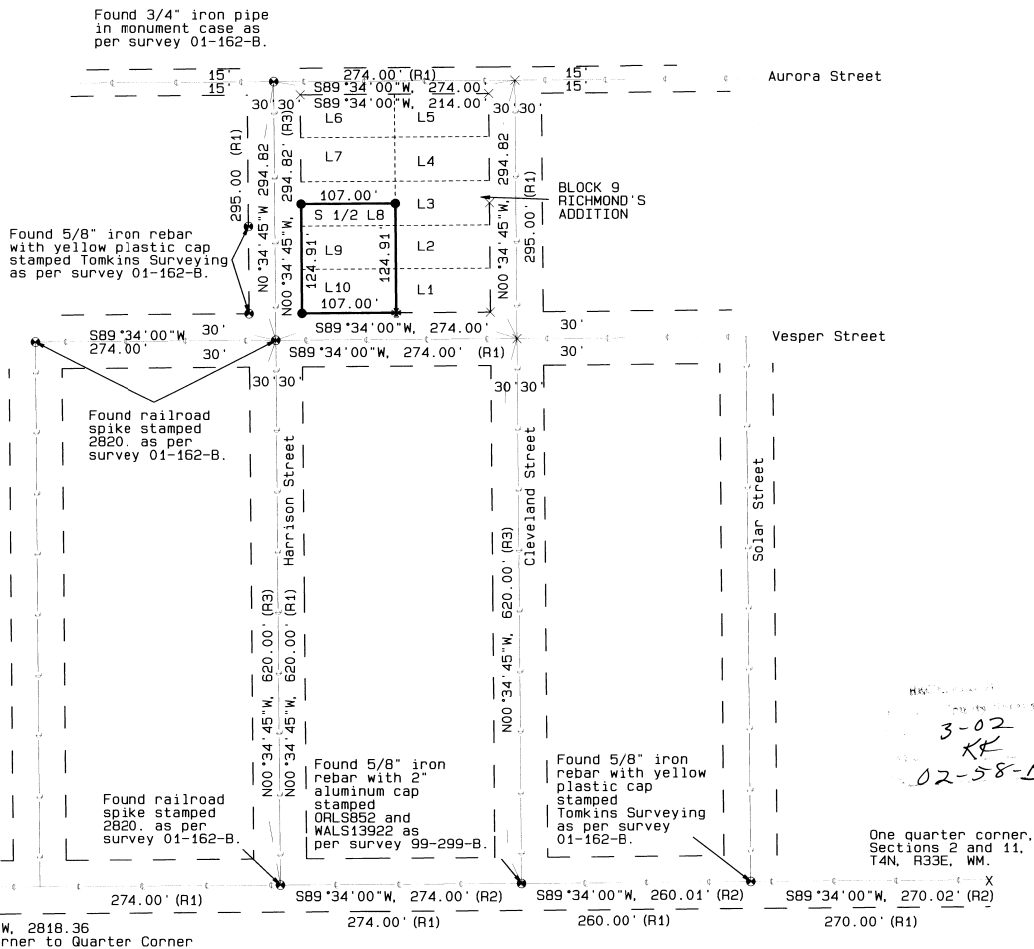 Found 3/4" iron pipe
in monument case as
per survey 01-162-B.
15'
15'
274.00' (R1)
S89°34'00"W, 274.00'
S89°34'00"W, 214.00'
15'
15'
Aurora Street
30' 30'
30' 30'
295.00 (R1)
N0°34'45"W 294.82
N00°34'45"W, 294.82' (R3)
L6
L5
L7
L4
107.00'
L3
S 1/2 L8
L9
L2
L10
L1
124.91'
124.91'
107.00'
N00°34'45"W, 294.82
295.00' (R1)
BLOCK 9
RICHMOND'S
ADDITION
Found 5/8" iron rebar
with yellow plastic cap
stamped Tomkins Surveying
as per survey 01-162-B.
S89°34'00"W,
274.00'
30'
30'
S89°34'00"W, 274.00'
S89°34'00"W, 274.00' (R1)
30'
30'
Vesper Street
30' 30'
30' 30'
Found railroad
spike stamped
2820. as per
survey 01-162-B.
Harrison Street
Cleveland Street
Solar Street
N00°34'45"W, 620.00' (R3)
N00°34'45"W, 620.00' (R1)
N00°34'45"W, 620.00' (R3)
3-02
KK
02-58-
Found railroad
spike stamped
2820. as per
survey 01-162-B.
Found 5/8" iron
rebar with 2"
aluminum cap
stamped
ORLS852 and
WALS13922 as
per survey 99-299-B.
Found 5/8" iron
rebar with yellow
plastic cap
stamped
Tomkins Surveying
as per survey
01-162-B.
One quarter corner,
Sections 2 and 11,
T4N, R33E, WM.
274.00' (R1)
S89°34'00"W, 274.00' (R2)
S89°34'00"W, 260.01' (R2)
S89°34'00"W, 270.02' (R2)
274.00' (R1)
260.00' (R1)
270.00' (R1)
W, 2818.36
rner to Quarter Corner